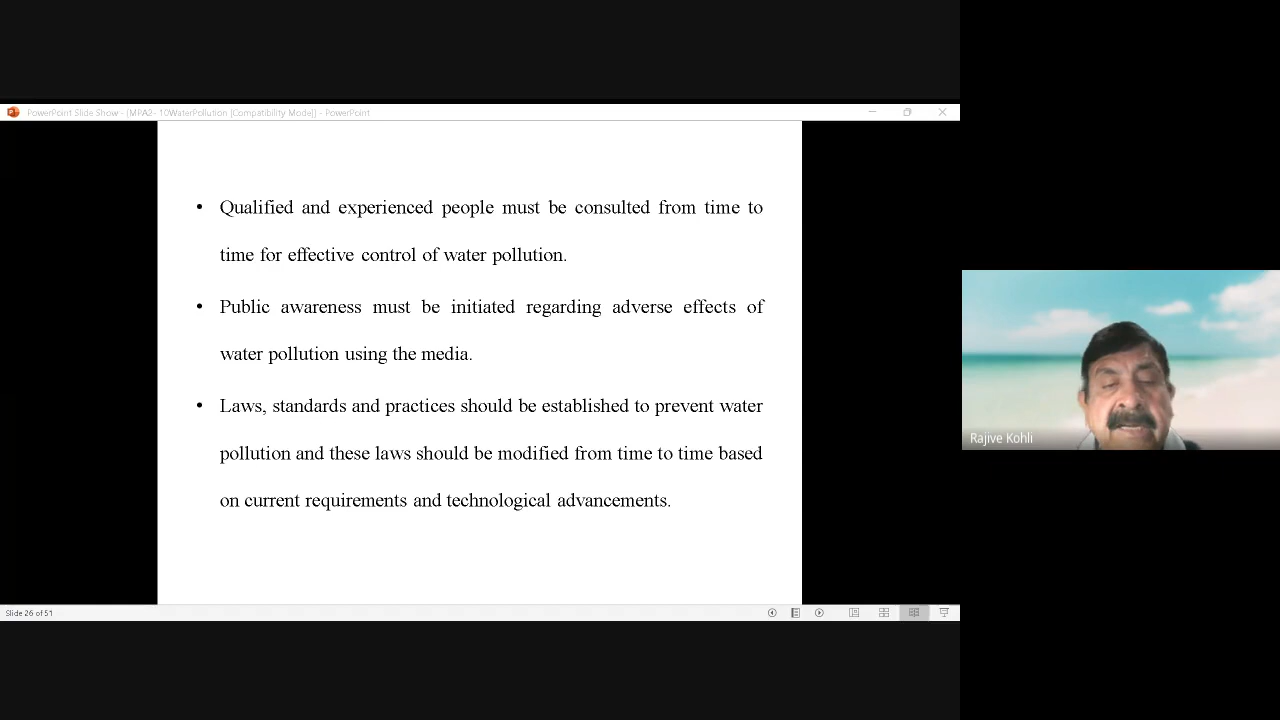 PowerPoint Slide Show - [MPA2- 10WaterPollution [Compatibility Mode]] - PowerPoint
• Qualified and experienced people must be consulted from time to
time for effective control of water pollution.
• Public awareness must be initiated regarding adverse effects of
water pollution using the media.
• Laws, standards and practices should be established to prevent water
pollution and these laws should be modified from time to time based
on current requirements and technological advancements.
Rajive Kohli
Slide 26 of 51